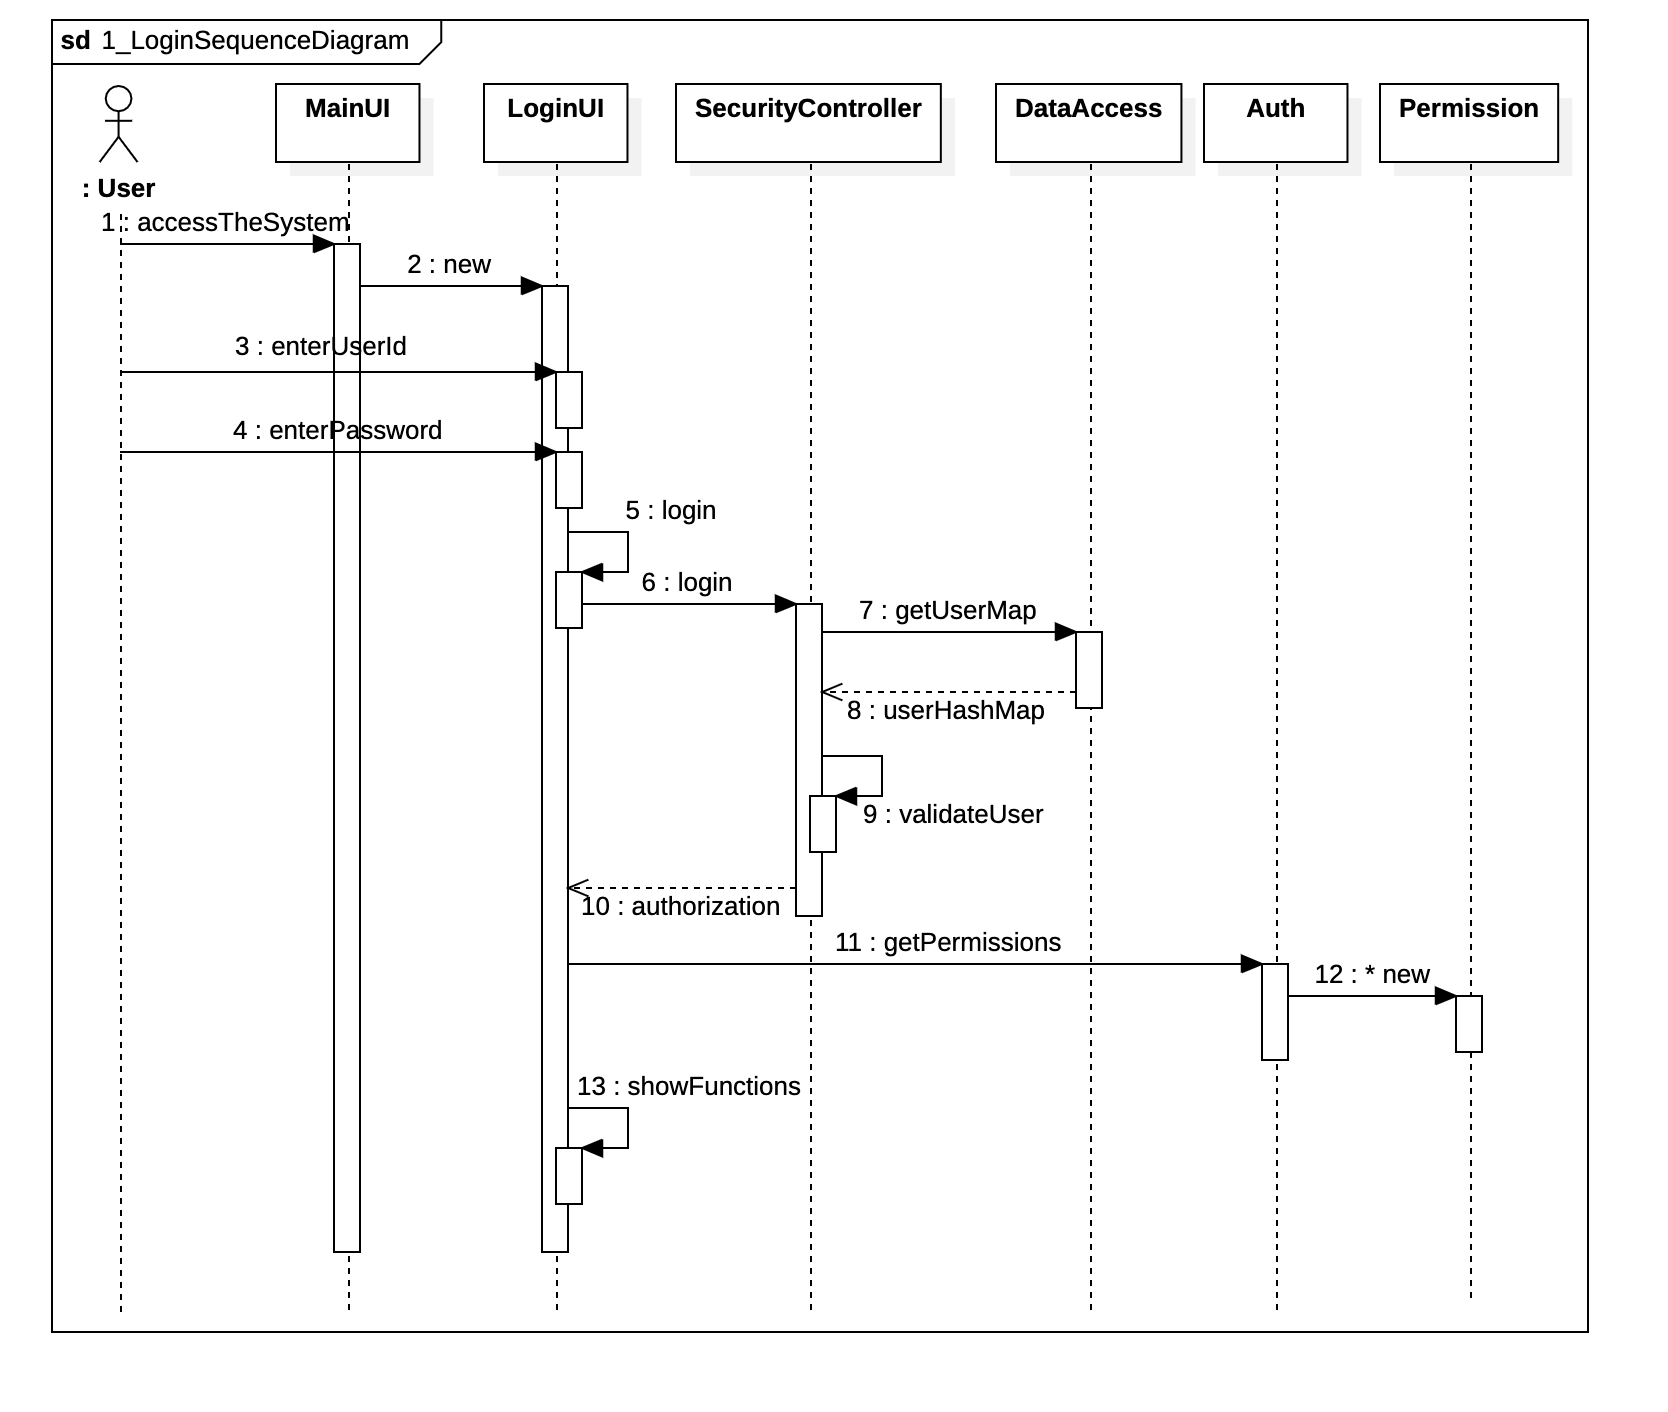 sd 1_LoginSequenceDiagram
MainUI
LoginUI
SecurityController
DataAccess
Auth
Permission
: User
1 : accessTheSystem
2 : new
3 : enterUserId
4 : enterPassword
5 : login
6 : login
7 : getUserMap
8 : userHashMap
9 : validateUser
10 : authorization
11 : getPermissions
12 : * new
13 : showFunctions